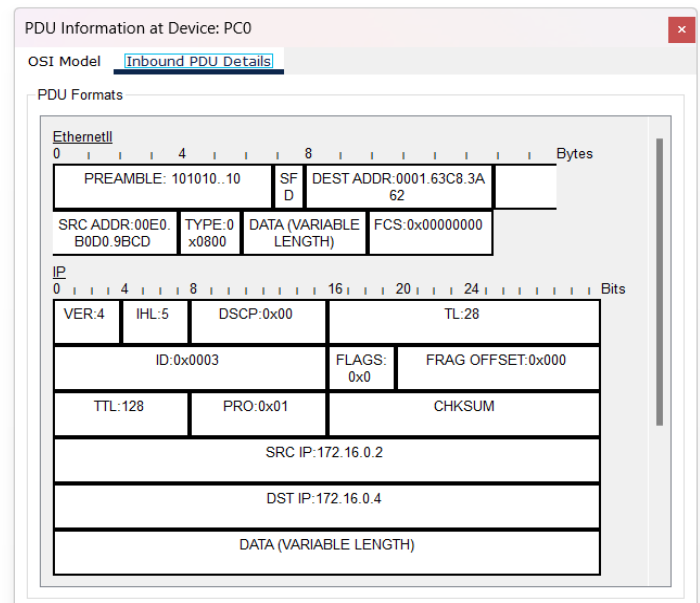 PDU Information at Device: PC0
OSI Model Inbound PDU Details
PDU Formats
EthernetII
0 4 8 Bytes
PREAMBLE: 101010..10 SF DEST ADDR:0001.63C8.3A
D 62
SRC ADDR:00E0. TYPE:0 DATA (VARIABLE FCS:0x00000000
B0D0.9BCD x0800 LENGTH)
IP
0 4 8 16 20 24 Bits
VER:4 IHL:5 DSCP:0x00 TL:28
ID:0x0003 FLAGS: FRAG OFFSET:0x000
0x0
TTL:128 PRO:0x01 CHKSUM
SRC IP:172.16.0.2
DST IP:172.16.0.4
DATA (VARIABLE LENGTH)